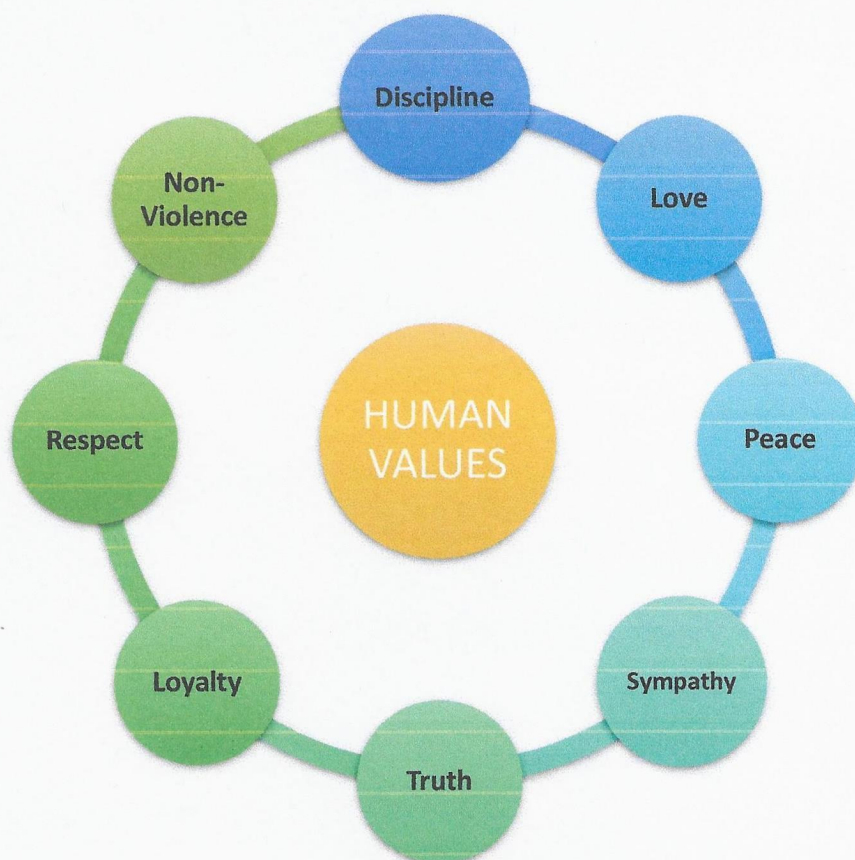 Discipline
Love
Peace
Sympathy
Truth
Loyalty
Respect
Non-
Violence
HUMAN
VALUES